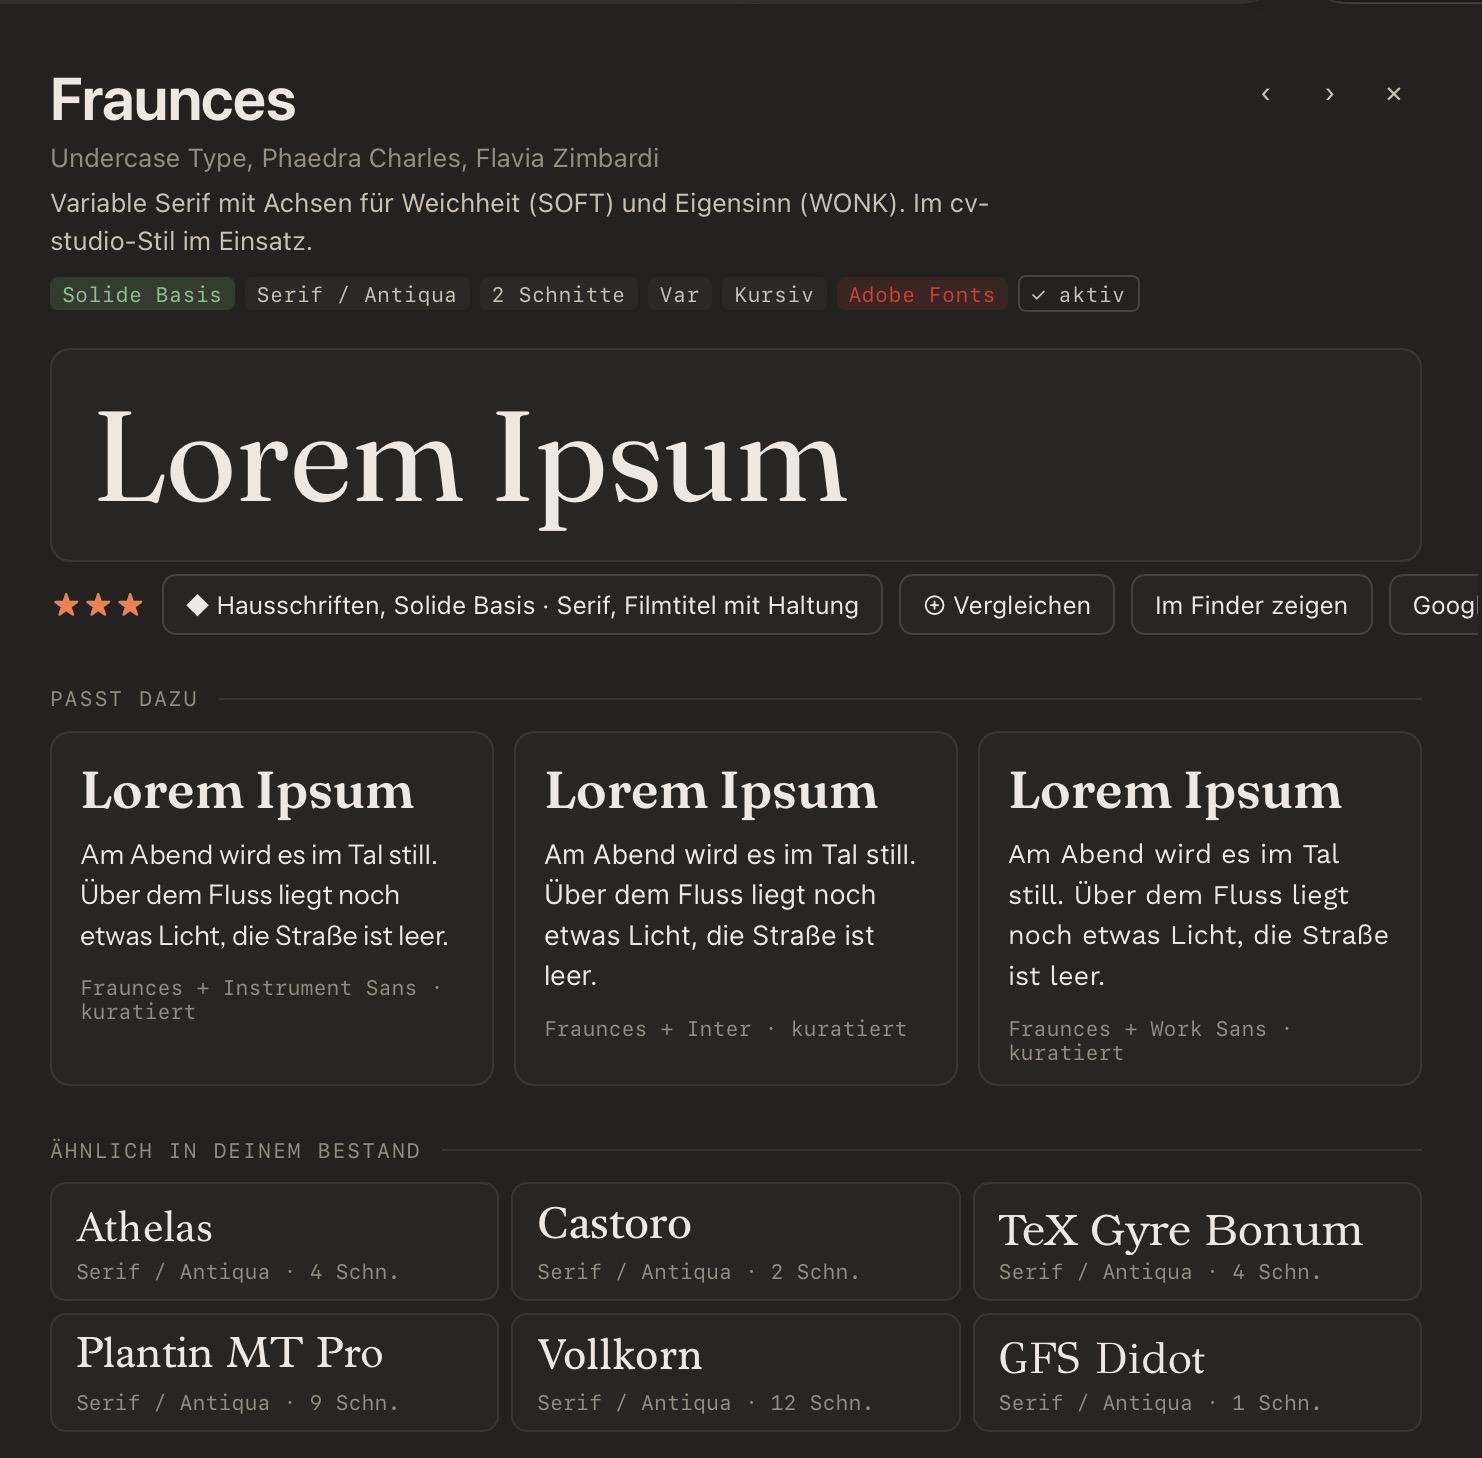 Fraunces
‹ › ×
Undercase Type, Phaedra Charles, Flavia Zimbardi
Variable Serif mit Achsen für Weichheit (SOFT) und Eigensinn (WONK). Im cv-
studio-Stil im Einsatz.
Solide Basis Serif / Antiqua 2 Schnitte Var Kursiv Adobe Fonts ✓ aktiv
Lorem Ipsum
★★★ ◆ Hausschriften, Solide Basis · Serif, Filmtitel mit Haltung ⊕ Vergleichen Im Finder zeigen
PASST DAZU
Lorem Ipsum
Am Abend wird es im Tal still.
Über dem Fluss liegt noch
etwas Licht, die Straße ist leer.
Fraunces + Instrument Sans ·
kuratiert
Lorem Ipsum
Am Abend wird es im Tal still.
Über dem Fluss liegt noch
etwas Licht, die Straße ist
leer.
Fraunces + Inter · kuratiert
Lorem Ipsum
Am Abend wird es im Tal
still. Über dem Fluss liegt
noch etwas Licht, die Straße
ist leer.
Fraunces + Work Sans ·
kuratiert
ÄHNLICH IN DEINEM BESTAND
Athelas
Serif / Antiqua · 4 Schn.
Castoro
Serif / Antiqua · 2 Schn.
TeX Gyre Bonum
Serif / Antiqua · 4 Schn.
Plantin MT Pro
Serif / Antiqua · 9 Schn.
Vollkorn
Serif / Antiqua · 12 Schn.
GFS Didot
Serif / Antiqua · 1 Schn.